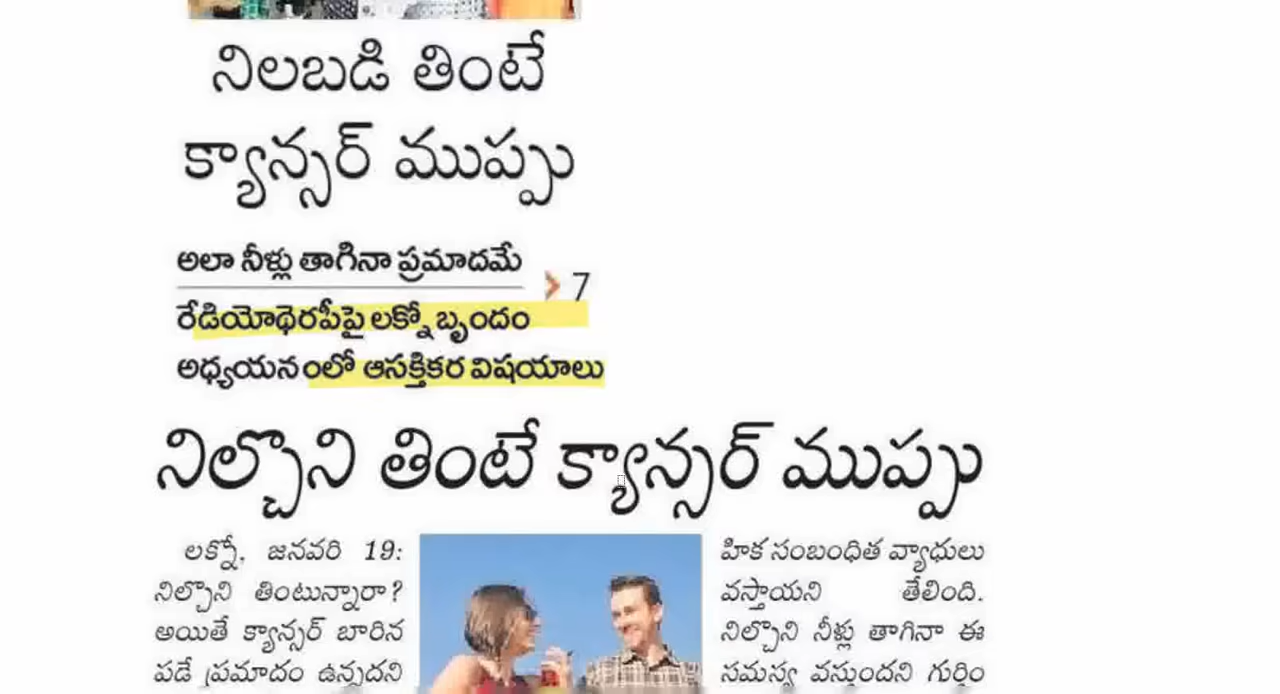 నిలబడి తింటే
క్యాన్సర్ ముప్పు
అలా నీళ్లు తాగినా ప్రమాదమే
7
రేడియోథెరపీపై లక్నో బృందం
అధ్యయనంలో ఆసక్తికర విషయాలు
నిల్చొని తింటే క్యాన్సర్ ముప్పు
లక్నో, జనవరి 19:
నిల్చొని తింటున్నారా?
అయితే క్యాన్సర్ బారిన
పడే ప్రమాదం ఉన్నదని
హిక సంబంధిత వ్యాధులు
వస్తాయని తేలింది.
నిల్చొని నీళ్లు తాగినా ఈ
సమస్య వస్తుందని గుర్తిం